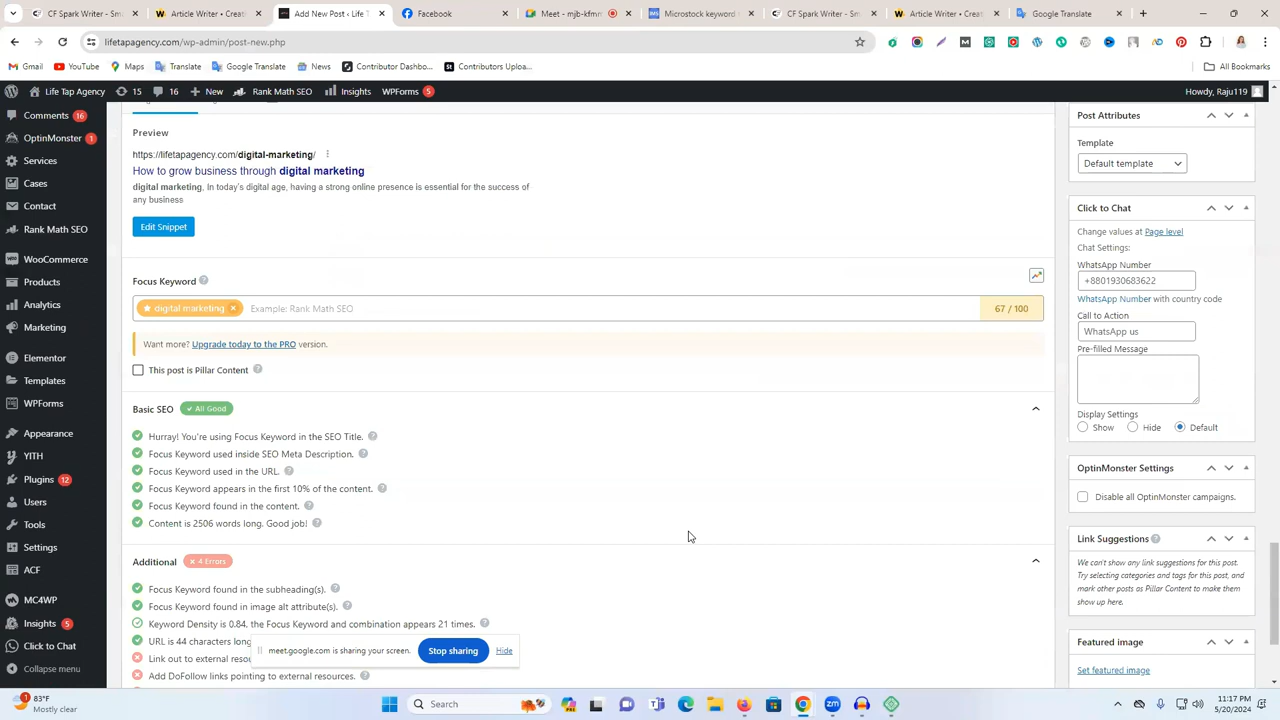 CF Spark Writer - Sm
Article Writer • Creat
Add New Post ‹ Life T
Facebook
Meet - mjb-kfmr
Microstock keyword
CF Spark Writer - Sm
Article Writer • Creat
Google Translate
lifetapagency.com/wp-admin/post-new.php
Gmail
YouTube
Maps
Translate
Google Translate
News
Contributor Dashbo...
Contributors Uploa...
All Bookmarks
Life Tap Agency
15
16
New
Rank Math SEO
Insights
WPForms
5
Howdy, Raju119
Comments 16
OptinMonster 1
Services
Cases
Contact
Rank Math SEO
WooCommerce
Products
Analytics
Marketing
Elementor
Templates
WPForms
Appearance
YITH
Plugins 12
Users
Tools
Settings
ACF
MC4WP
Insights 5
Click to Chat
Collapse menu
Preview
https://lifetapagency.com/digital-marketing/
How to grow business through digital marketing
digital marketing, In today's digital age, having a strong online presence is essential for the success of
any business
Edit Snippet
Focus Keyword
digital marketing
Example: Rank Math SEO
67 / 100
Want more? Upgrade today to the PRO version.
This post is Pillar Content
Basic SEO
All Good
Hurray! You're using Focus Keyword in the SEO Title.
Focus Keyword used inside SEO Meta Description.
Focus Keyword used in the URL.
Focus Keyword appears in the first 10% of the content.
Focus Keyword found in the content.
Content is 2506 words long. Good job!
Additional
4 Errors
Focus Keyword found in the subheading(s).
Focus Keyword found in image alt attribute(s).
Keyword Density is 0.84, the Focus Keyword and combination appears 21 times.
URL is 44 characters long
Link out to external resou
Add DoFollow links pointing to external resources.
meet.google.com is sharing your screen.
Stop sharing
Hide
Post Attributes
Template
Default template
Click to Chat
Change values at Page level
Chat Settings:
WhatsApp Number
+8801930683622
WhatsApp Number with country code
Call to Action
WhatsApp us
Pre-filled Message
Display Settings
Show
Hide
Default
OptinMonster Settings
Disable all OptinMonster campaigns.
Link Suggestions
We can't show any link suggestions for this post.
Try selecting categories and tags for this post, and
mark other posts as Pillar Content to make them
show up here.
Featured image
Set featured image
1
83°F
Mostly clear
Search
zm
11:17 PM
5/20/2024